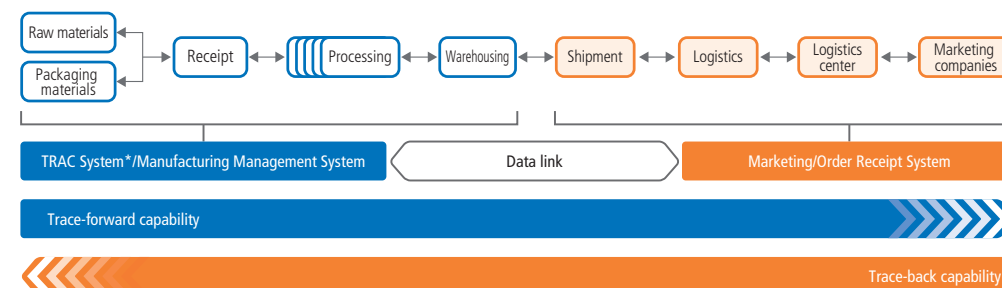 Raw materials
Packaging
materials
Receipt
Processing
Warehousing
Shipment
Logistics
Logistics
center
Marketing
companies
TRAC System*/Manufacturing Management System
Data link
Marketing/Order Receipt System
Trace-forward capability
Trace-back capability